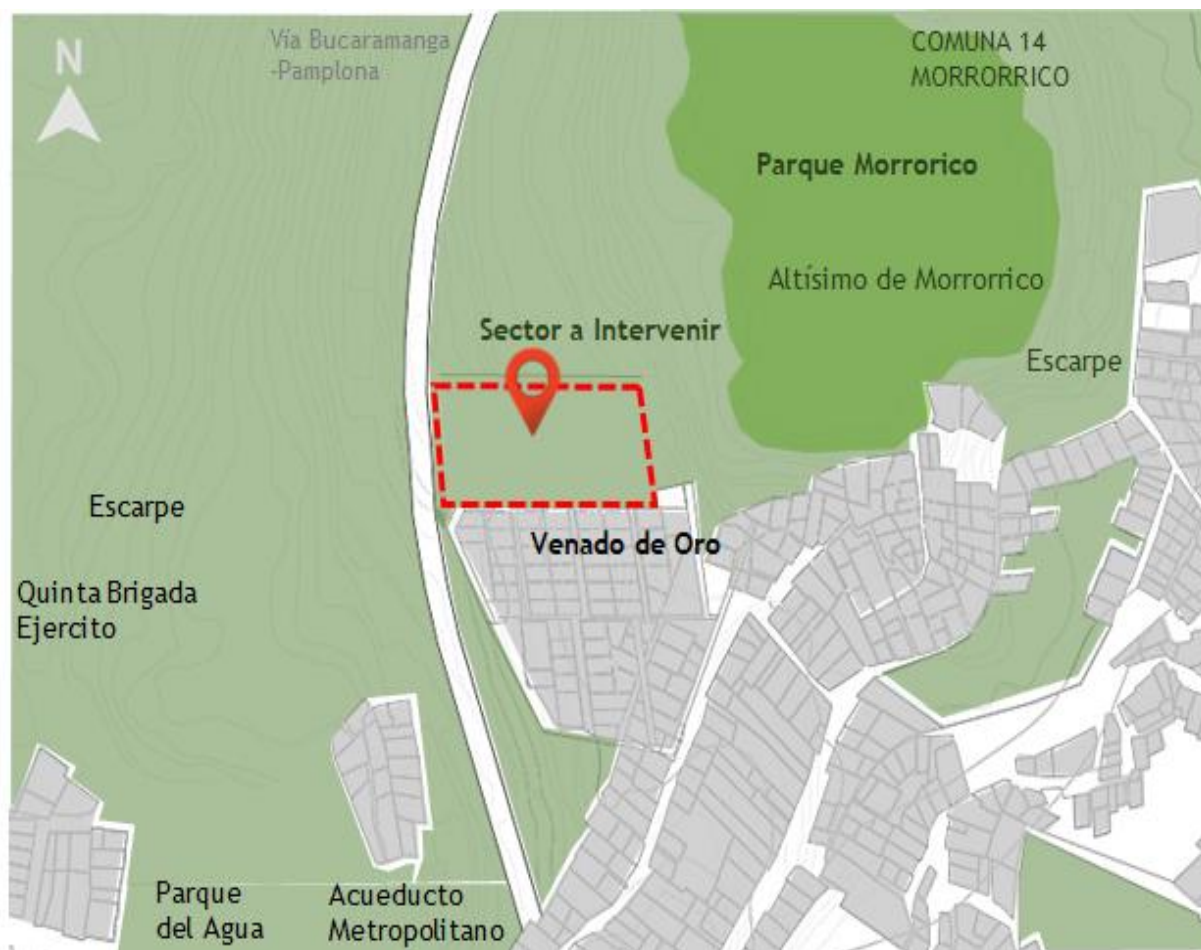 Vía Bucaramanga
-Pamplona
COMUNA 14
MORRORRICO
N
Parque Morrorico
Altísimo de Morrorrico
Sector a Intervenir
Escarpe
Escarpe
Venado de Oro
Quinta Brigada
Ejercito
Parque
del Agua
Acueducto
Metropolitano